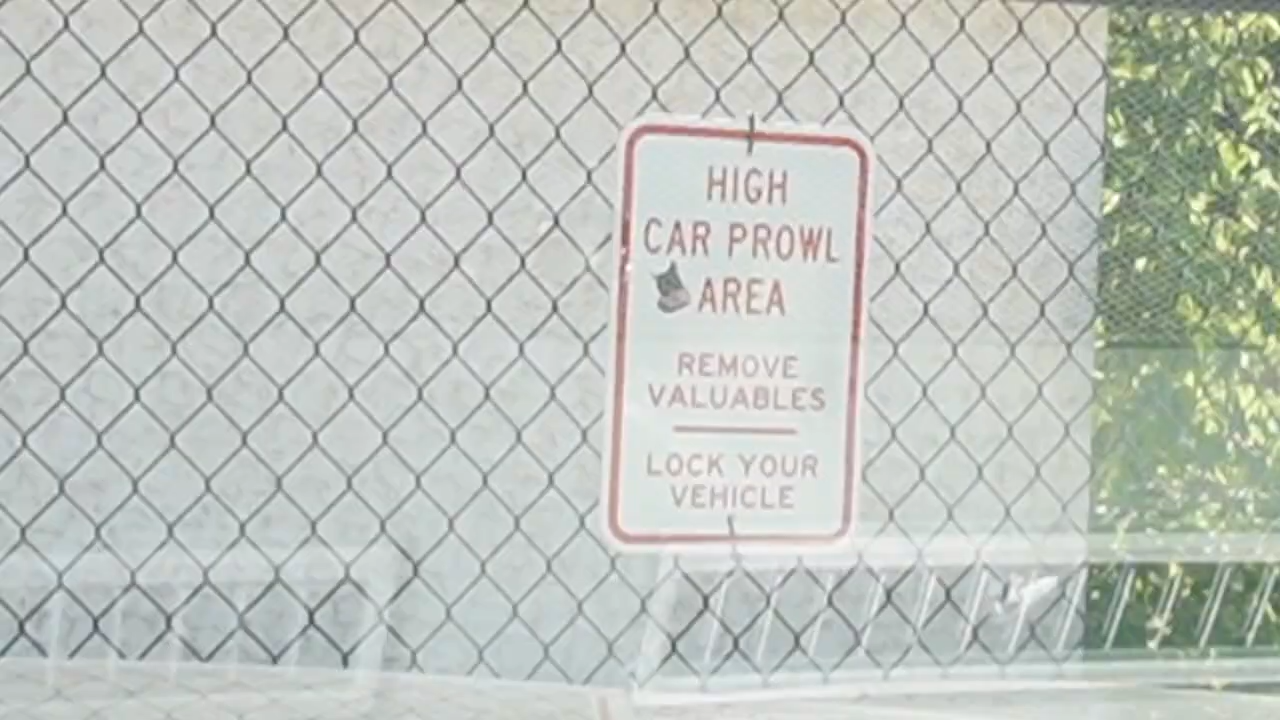 HIGH
CAR PROWL
AREA
REMOVE
VALUABLES
LOCK YOUR
VEHICLE